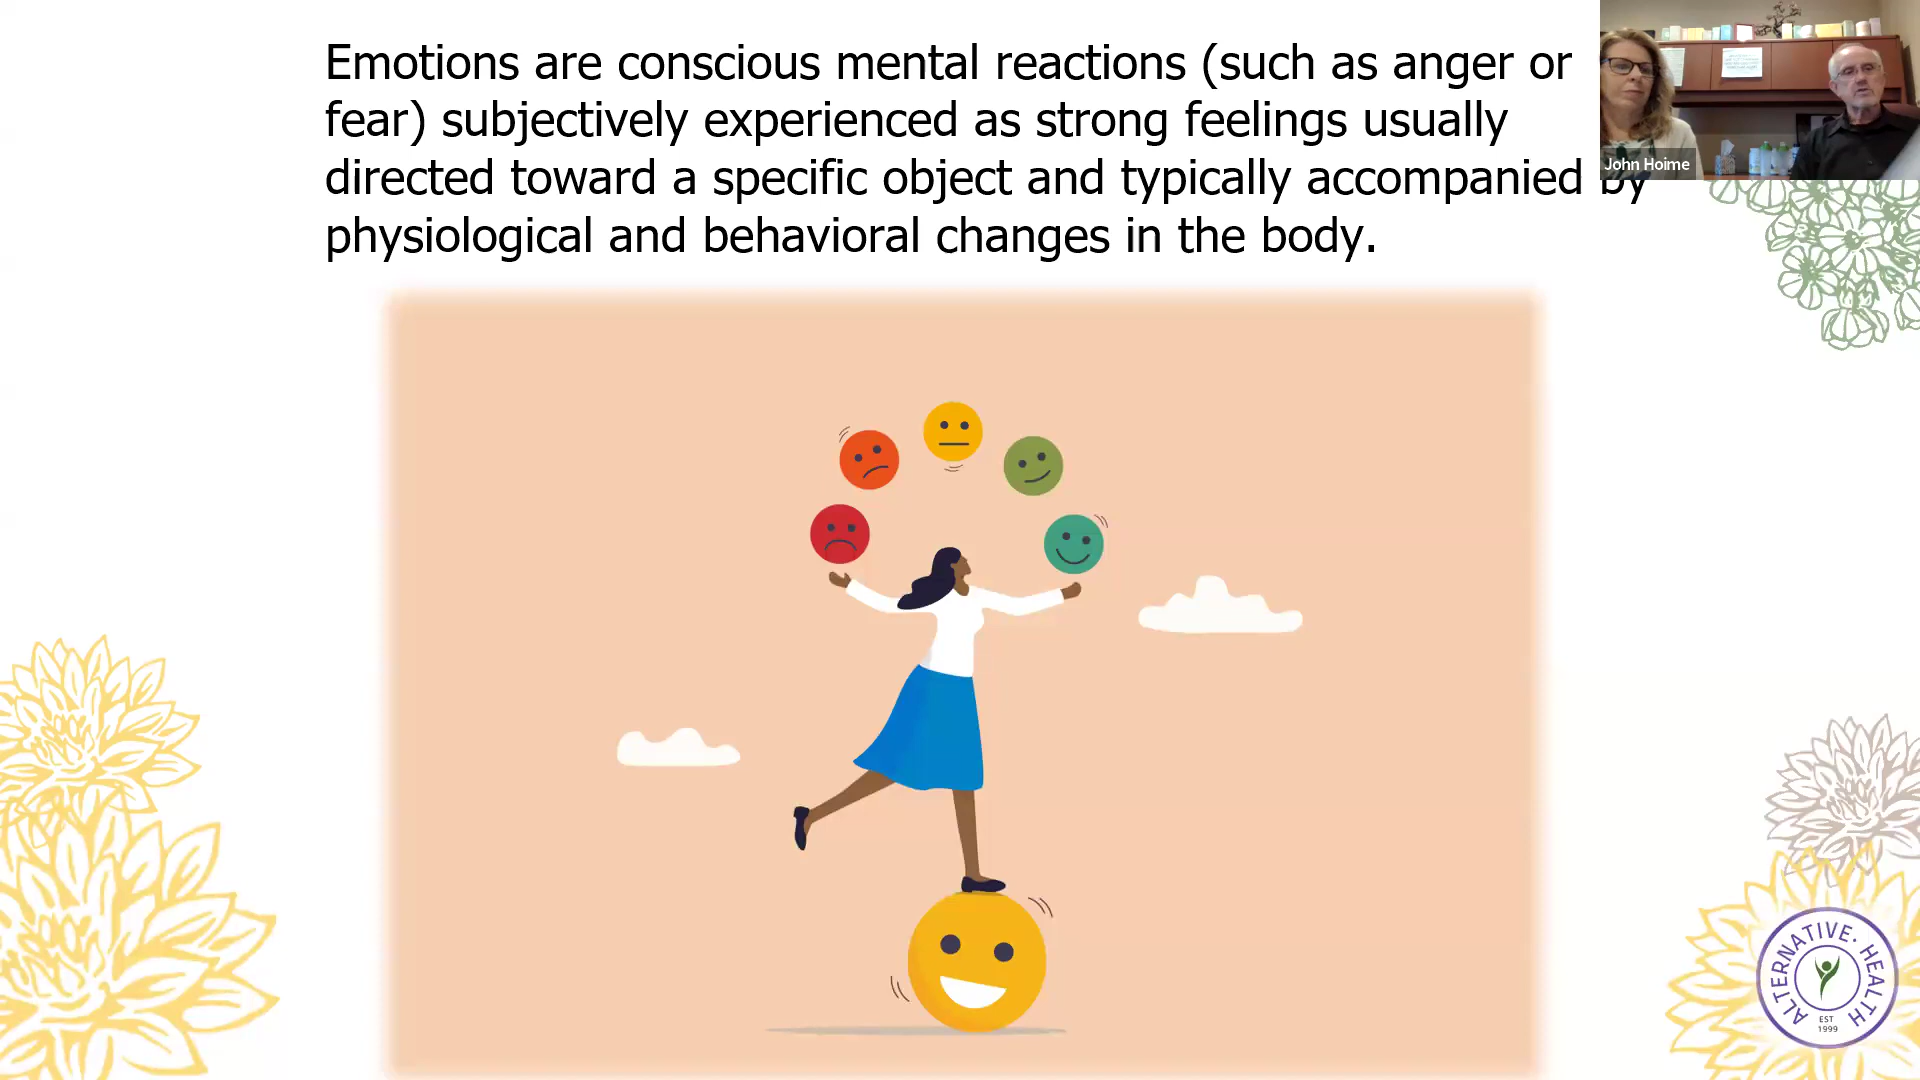 Emotions are conscious mental reactions (such as anger or
fear) subjectively experienced as strong feelings usually
directed toward a specific object and typically accompanied by
physiological and behavioral changes in the body.
John Hoime
ALTERNATIVE · HEALTH
EST
1999